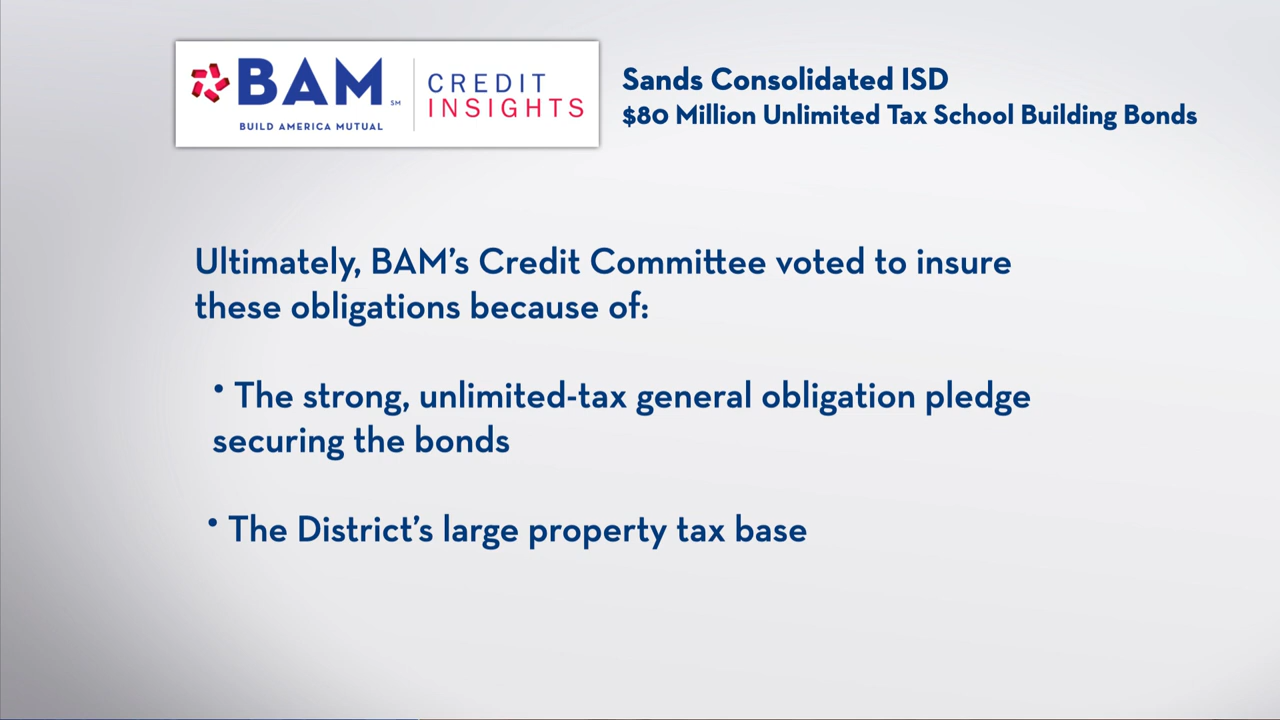 BAM SM
BUILD AMERICA MUTUAL
CREDIT
INSIGHTS
Sands Consolidated ISD
$80 Million Unlimited Tax School Building Bonds
Ultimately, BAM’s Credit Committee voted to insure
these obligations because of:
• The strong, unlimited-tax general obligation pledge
securing the bonds
• The District’s large property tax base